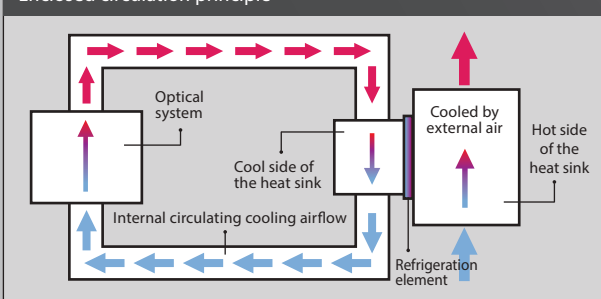 Enclosed circulation principle
Optical
system
Cooled by
external air
Hot side
of the
heat sink
Cool side of
the heat sink
Internal circulating cooling airflow
Refrigeration
element